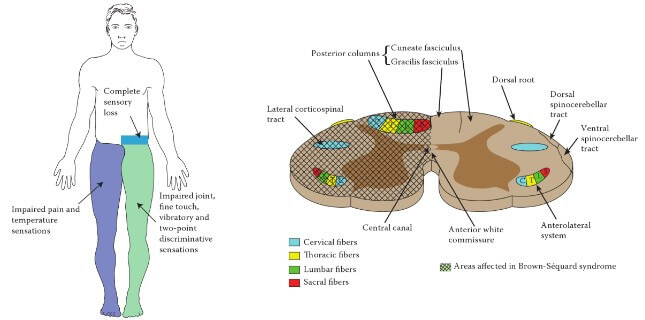 Complete
sensory
loss
Impaired pain and
temperature
sensations
Impaired joint,
fine touch,
vibratory and
two-point
discriminative
sensations
Posterior columns
Cuneate fasciculus
Gracilis fasciculus
Dorsal root
Dorsal
spinocerebellar
tract
Ventral
spinocerebellar
tract
Lateral corticospinal
tract
Central canal
Anterior white
commissure
Anterolateral
system
Cervical fibers
Thoracic fibers
Lumbar fibers
Sacral fibers
Areas affected in Brown-Séquard syndrome